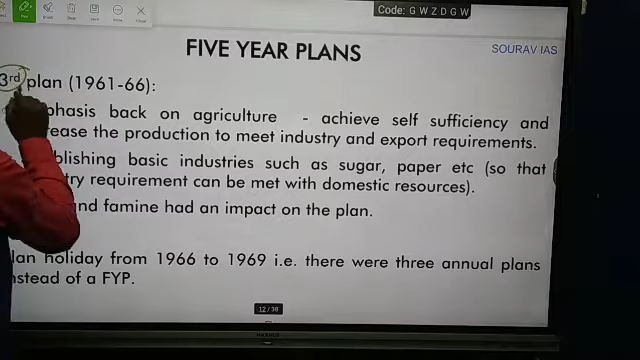 Code: G W Z D G W
FIVE YEAR PLANS
SOURAV IAS
3rd plan (1961-66):
phasis back on agriculture - achieve self sufficiency and
rease the production to meet industry and export requirements.
blishing basic industries such as sugar, paper etc (so that
try requirement can be met with domestic resources).
nd famine had an impact on the plan.
lan holiday from 1966 to 1969 i.e. there were three annual plans
nstead of a FYP.
12 / 38